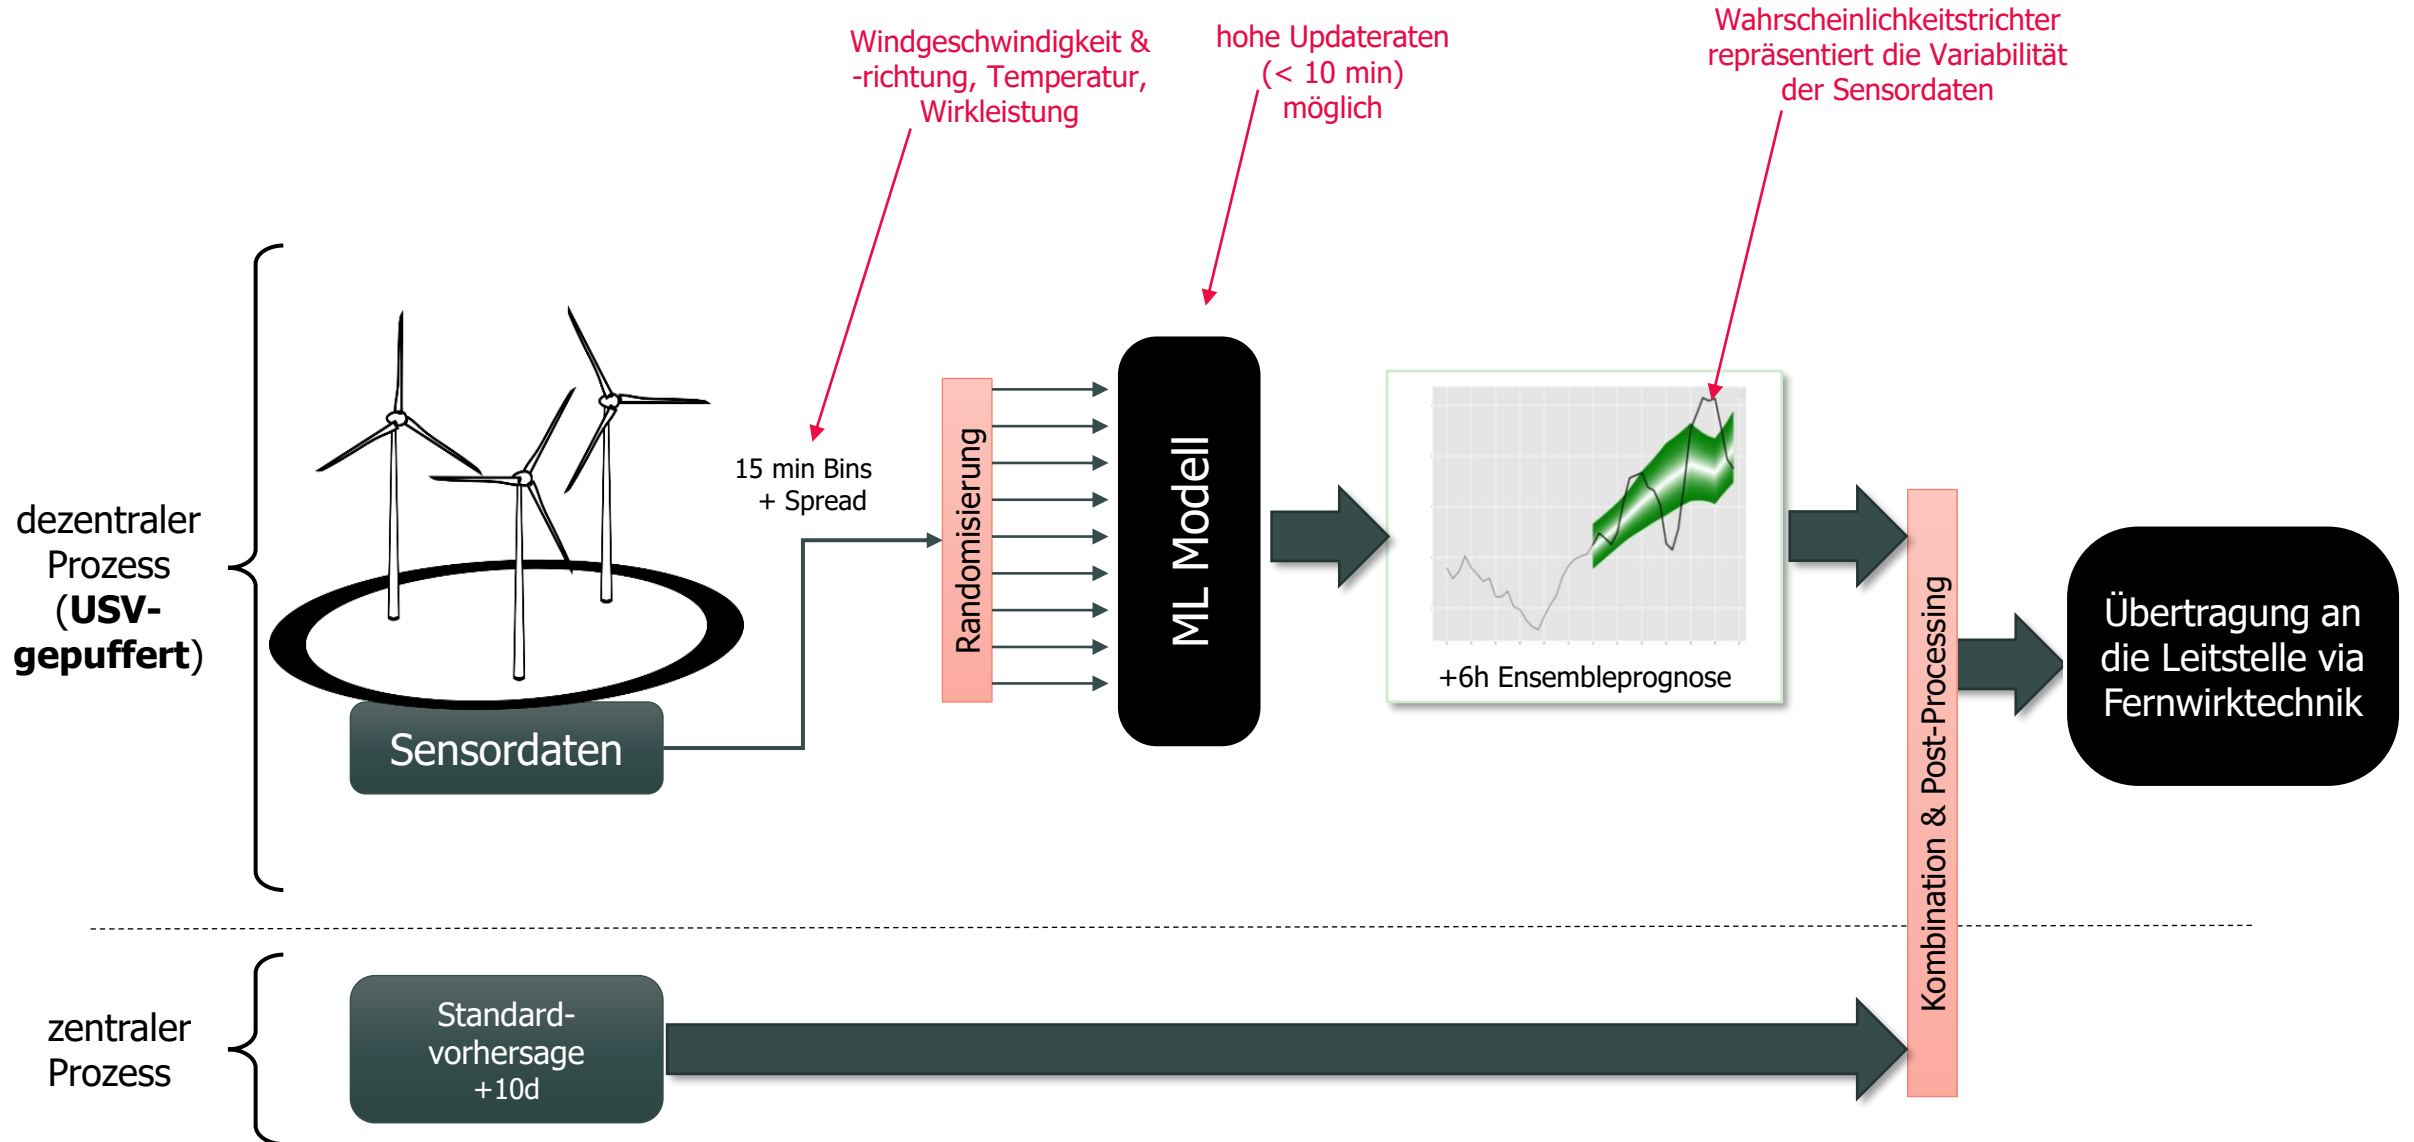 Windgeschwindigkeit &
-richtung, Temperatur,
Wirkleistung
hohe Updateraten
(< 10 min)
möglich
Wahrscheinlichkeitstrichter
repräsentiert die Variabilität
der Sensordaten
dezentraler
Prozess
(USV-
gepuffert)
Sensordaten
15 min Bins
+ Spread
Randomisierung
ML Modell
+6h Ensembleprognose
Kombination & Post-Processing
Übertragung an
die Leitstelle via
Fernwirktechnik
zentraler
Prozess
Standard-
vorhersage
+10d